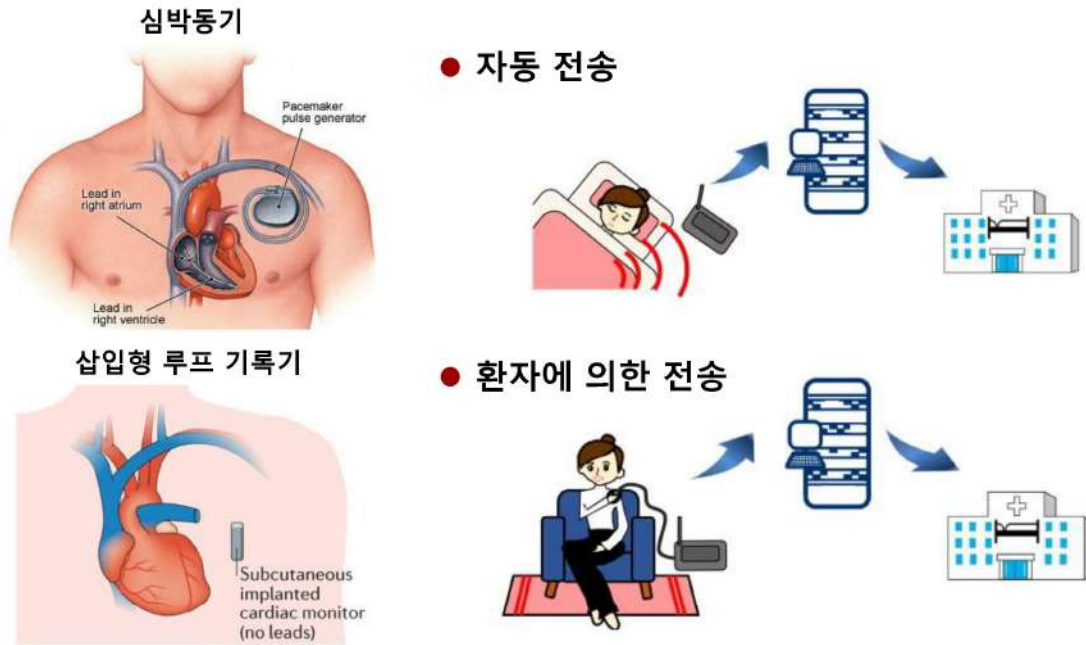 심박동기
Pacemaker
pulse generator
Lead in
right atrium
Lead in
right ventricle
● 자동 전송
삽입형 루프 기록기
Subcutaneous
implanted
cardiac monitor
(no leads)
● 환자에 의한 전송